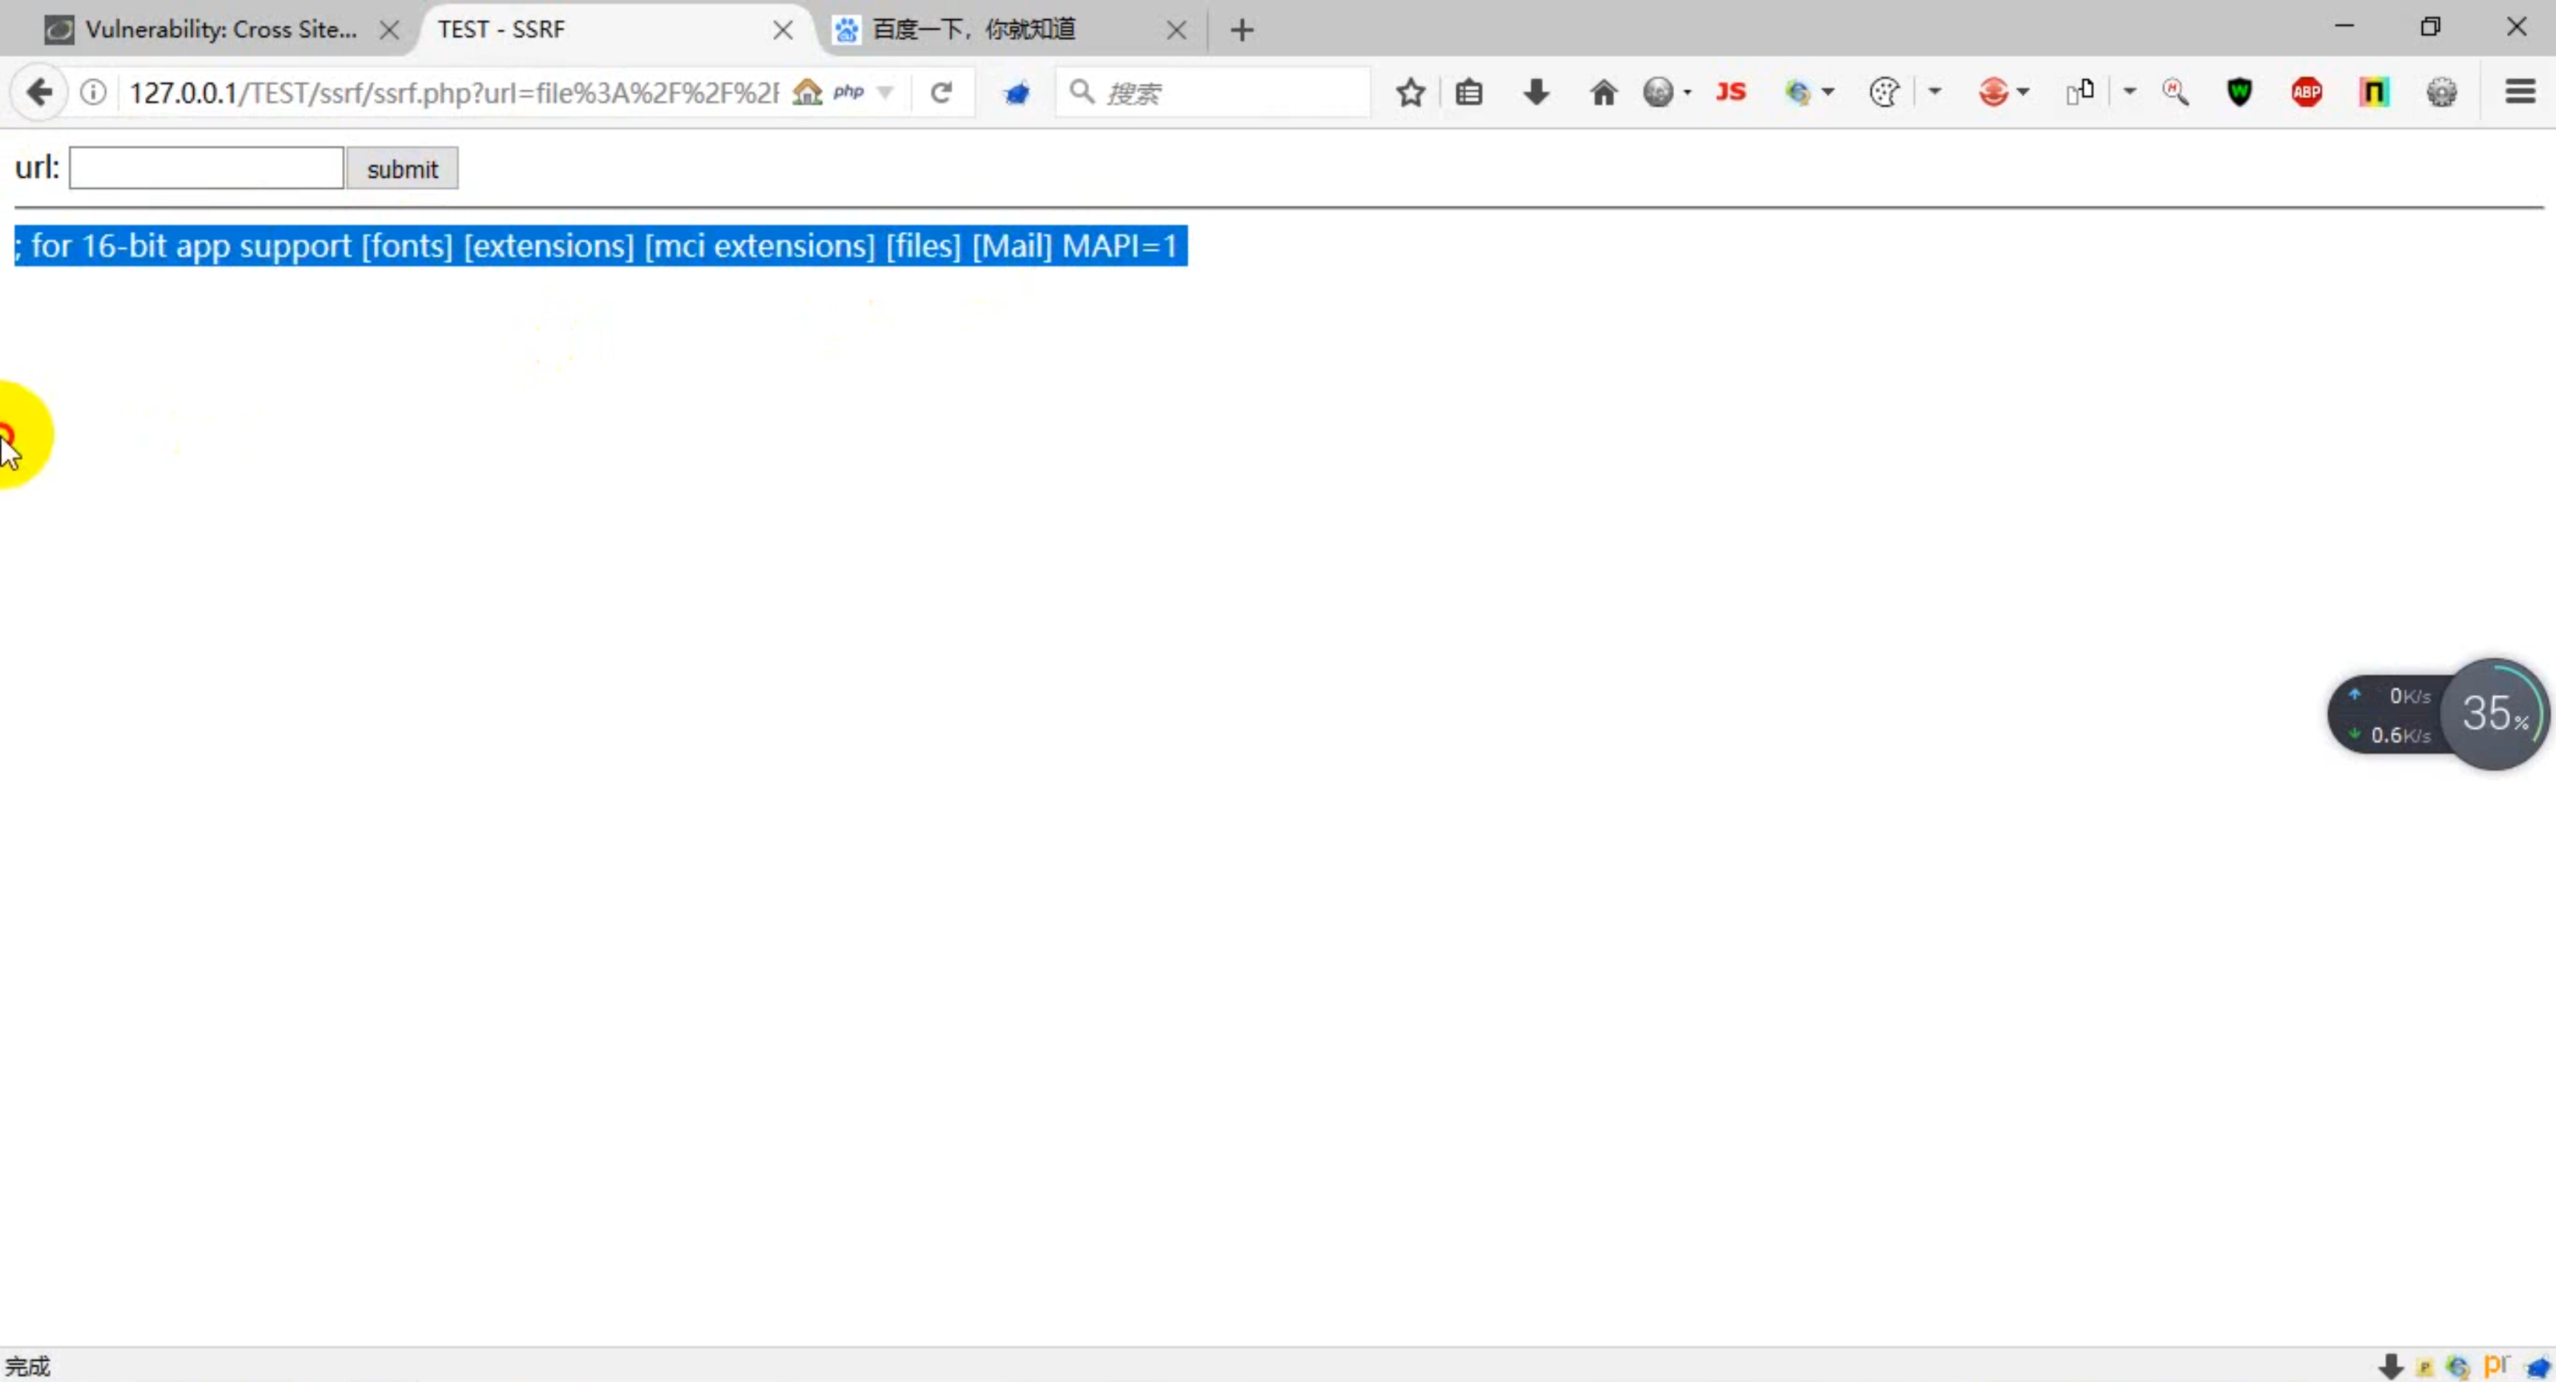 Vulnerability: Cross Site...
TEST - SSRF
百度一下，你就知道
127.0.0.1/TEST/ssrf/ssrf.php?url=file%3A%2F%2F%2F
php
搜索
JS
W
ABP
url:
submit
; for 16-bit app support [fonts] [extensions] [mci extensions] [files] [Mail] MAPI=1
0K/s
0.6K/s
35%
完成
pr